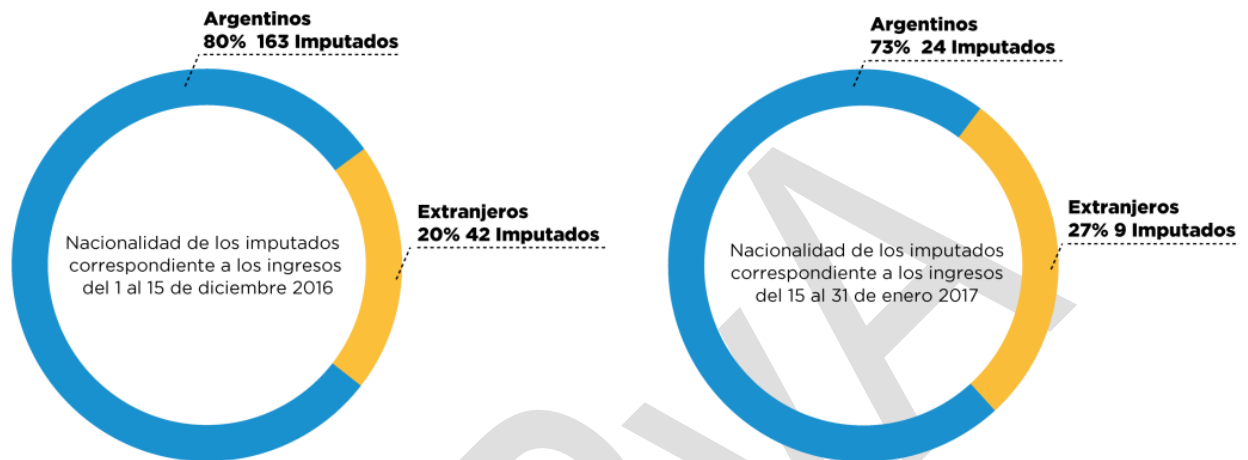 Argentinos
80% 163 Imputados
Extranjeros
20% 42 Imputados
Nacionalidad de los imputados
correspondiente a los ingresos
del 1 al 15 de diciembre 2016
Argentinos
73% 24 Imputados
Extranjeros
27% 9 Imputados
Nacionalidad de los imputados
correspondiente a los ingresos
del 15 al 31 de enero 2017